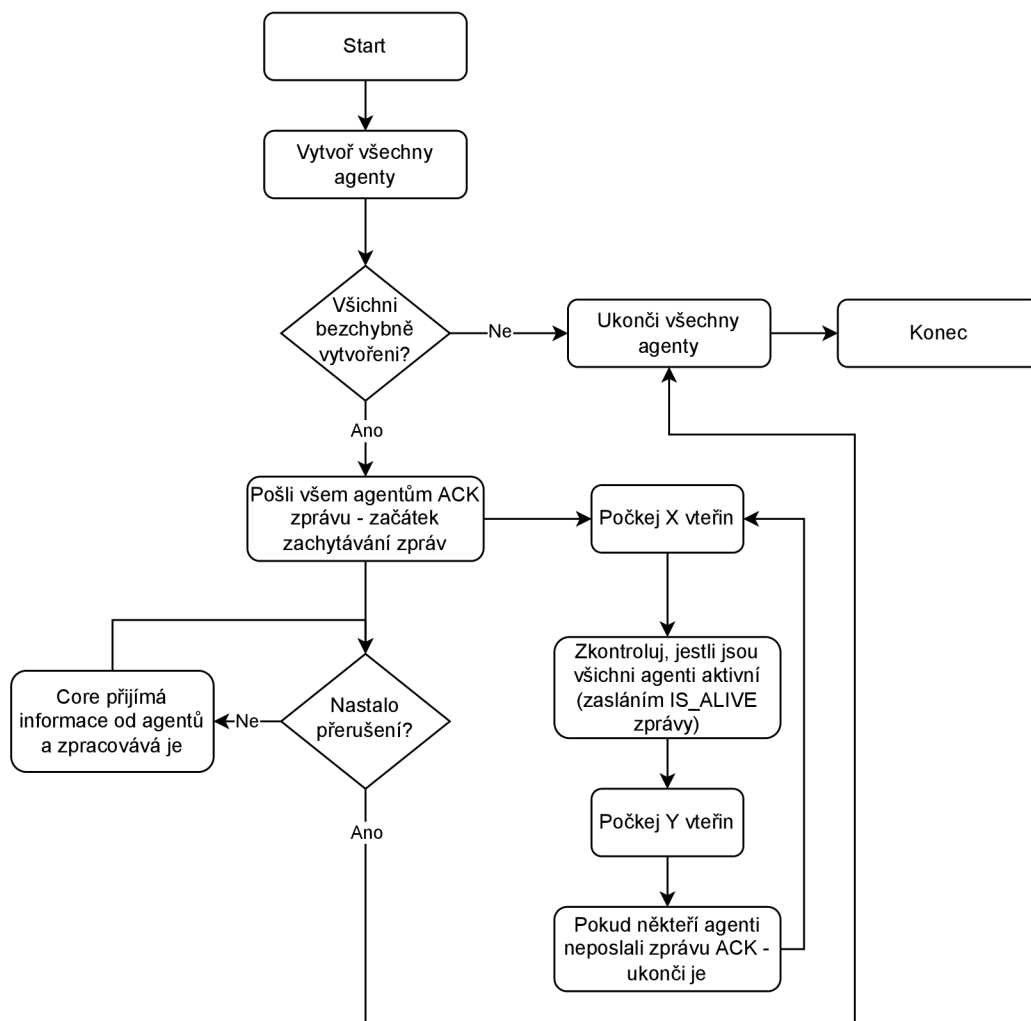 Start
Vytvoř všechny
agenty
Všichni
bezchybně
vytvořeni?
Ne
Ukonči všechny
agenty
Konec
Ano
Pošli všem agentům ACK
zprávu - začátek
zachytávání zpráv
Počkej X vteřin
Zkontroluj, jestli jsou
všichni agenti aktivní
(zasláním IS_ALIVE
zprávy)
Core přijímá
informace od agentů
a zpracovává je
Ne
Nastalo
přerušení?
Počkej Y vteřin
Ano
Pokud někteří agenti
neposlali zprávu ACK -
ukonči je